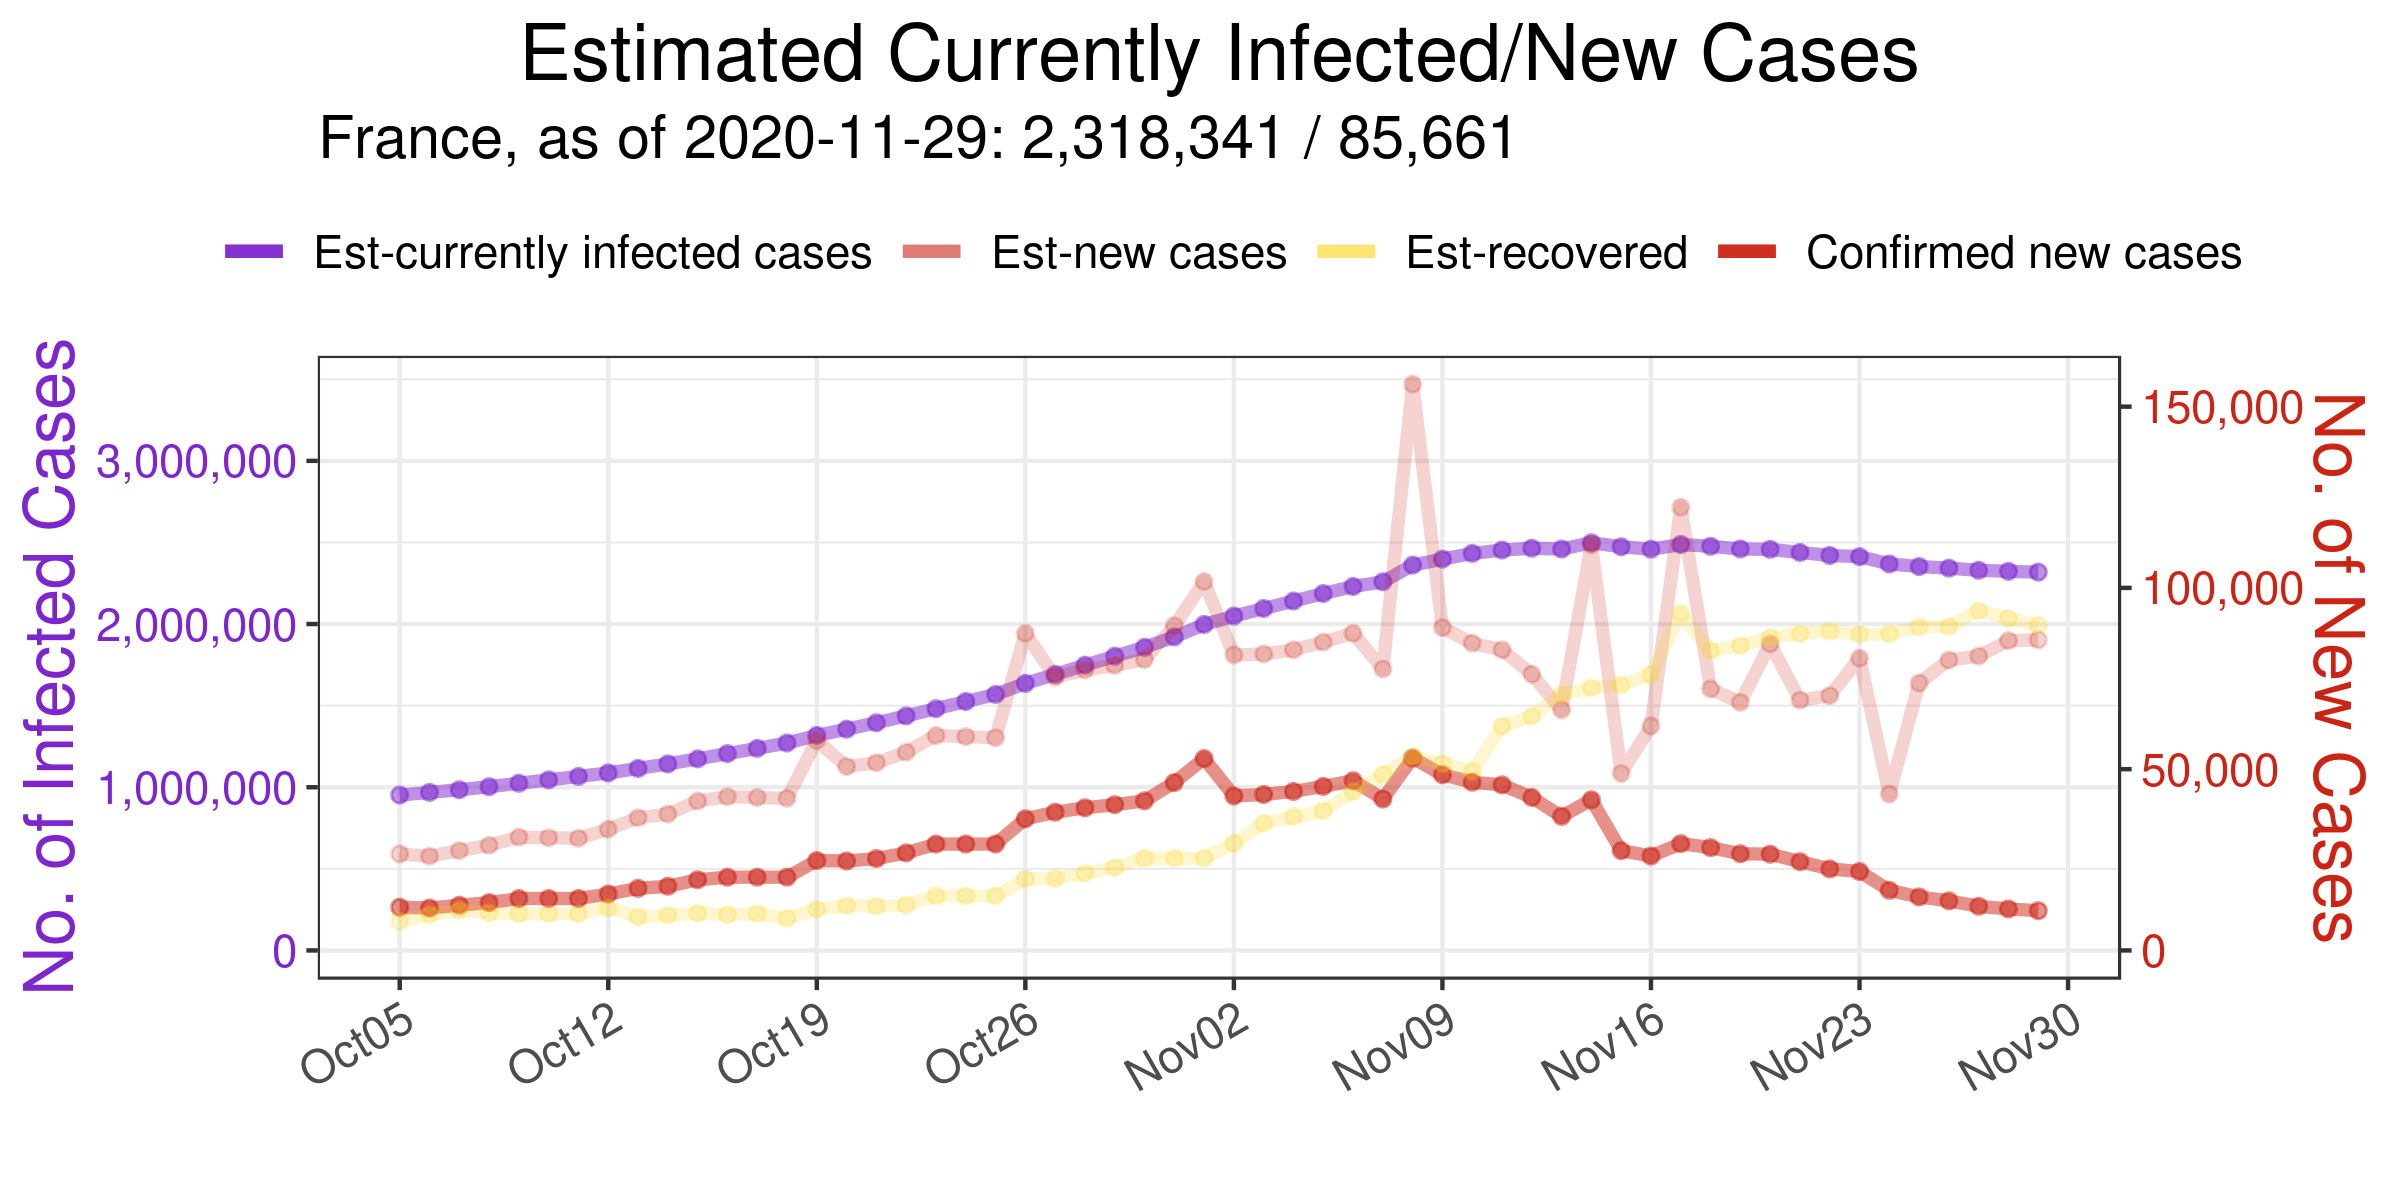 Estimated Currently Infected/New Cases
France, as of 2020-11-29: 2,318,341 / 85,661
Est-currently infected cases Est-new cases Est-recovered Confirmed new cases
No. of Infected Cases
3,000,000
2,000,000
1,000,000
0
150,000
100,000
50,000
0
No. of New Cases
Oct05 Oct12 Oct19 Oct26 Nov02 Nov09 Nov16 Nov23 Nov30